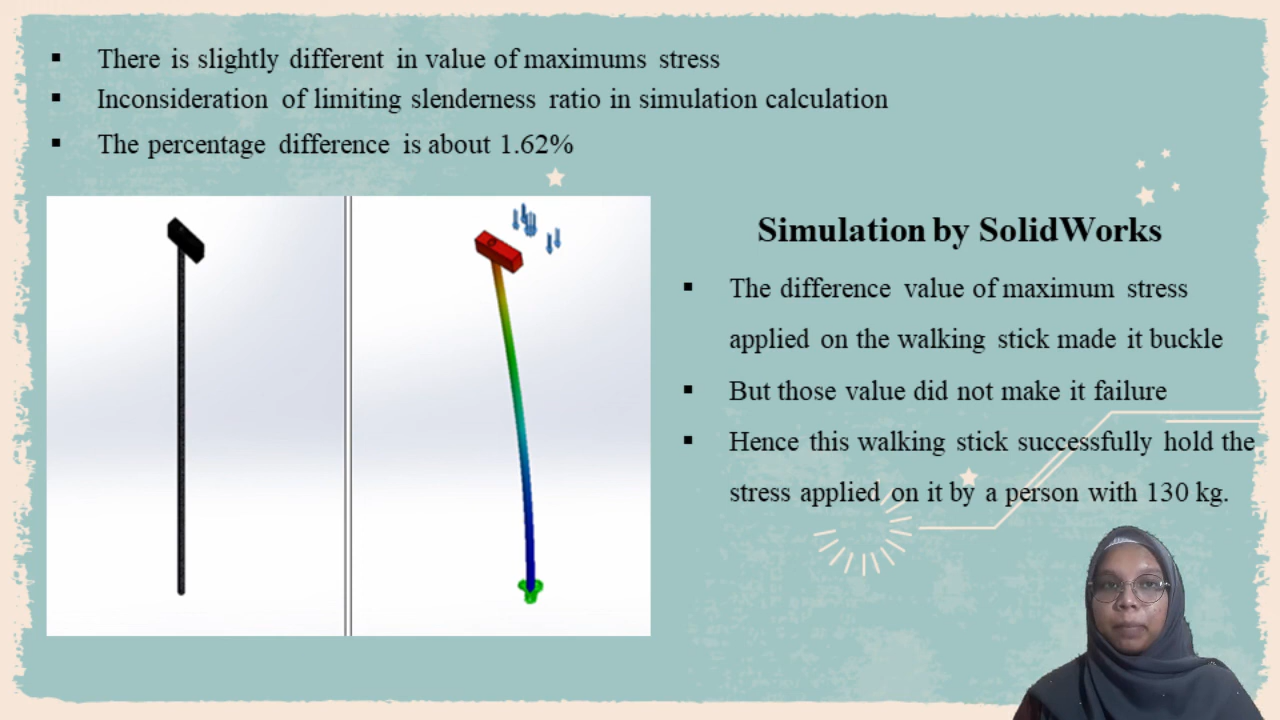 There is slightly different in value of maximums stress
Inconsideration of limiting slenderness ratio in simulation calculation
The percentage difference is about 1.62%
Simulation by SolidWorks
The difference value of maximum stress
applied on the walking stick made it buckle
But those value did not make it failure
Hence this walking stick successfully hold the
stress applied on it by a person with 130 kg.